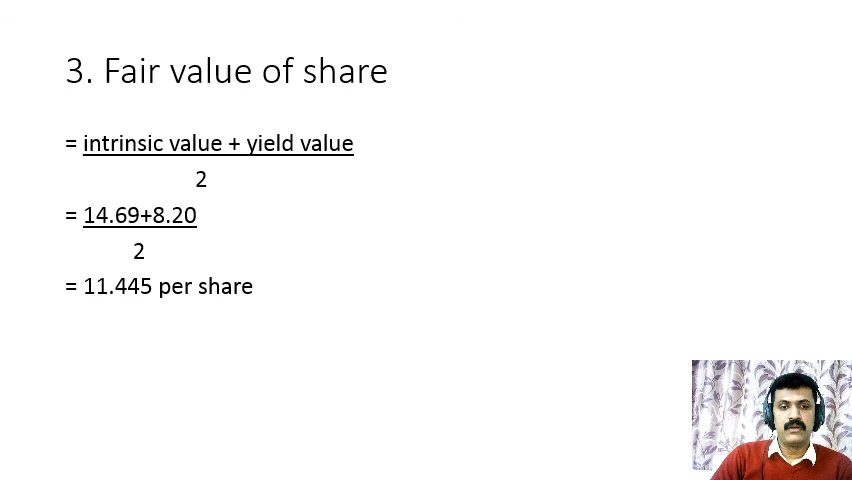 3. Fair value of share
= intrinsic value + yield value
2
= 14.69+8.20
2
= 11.445 per share